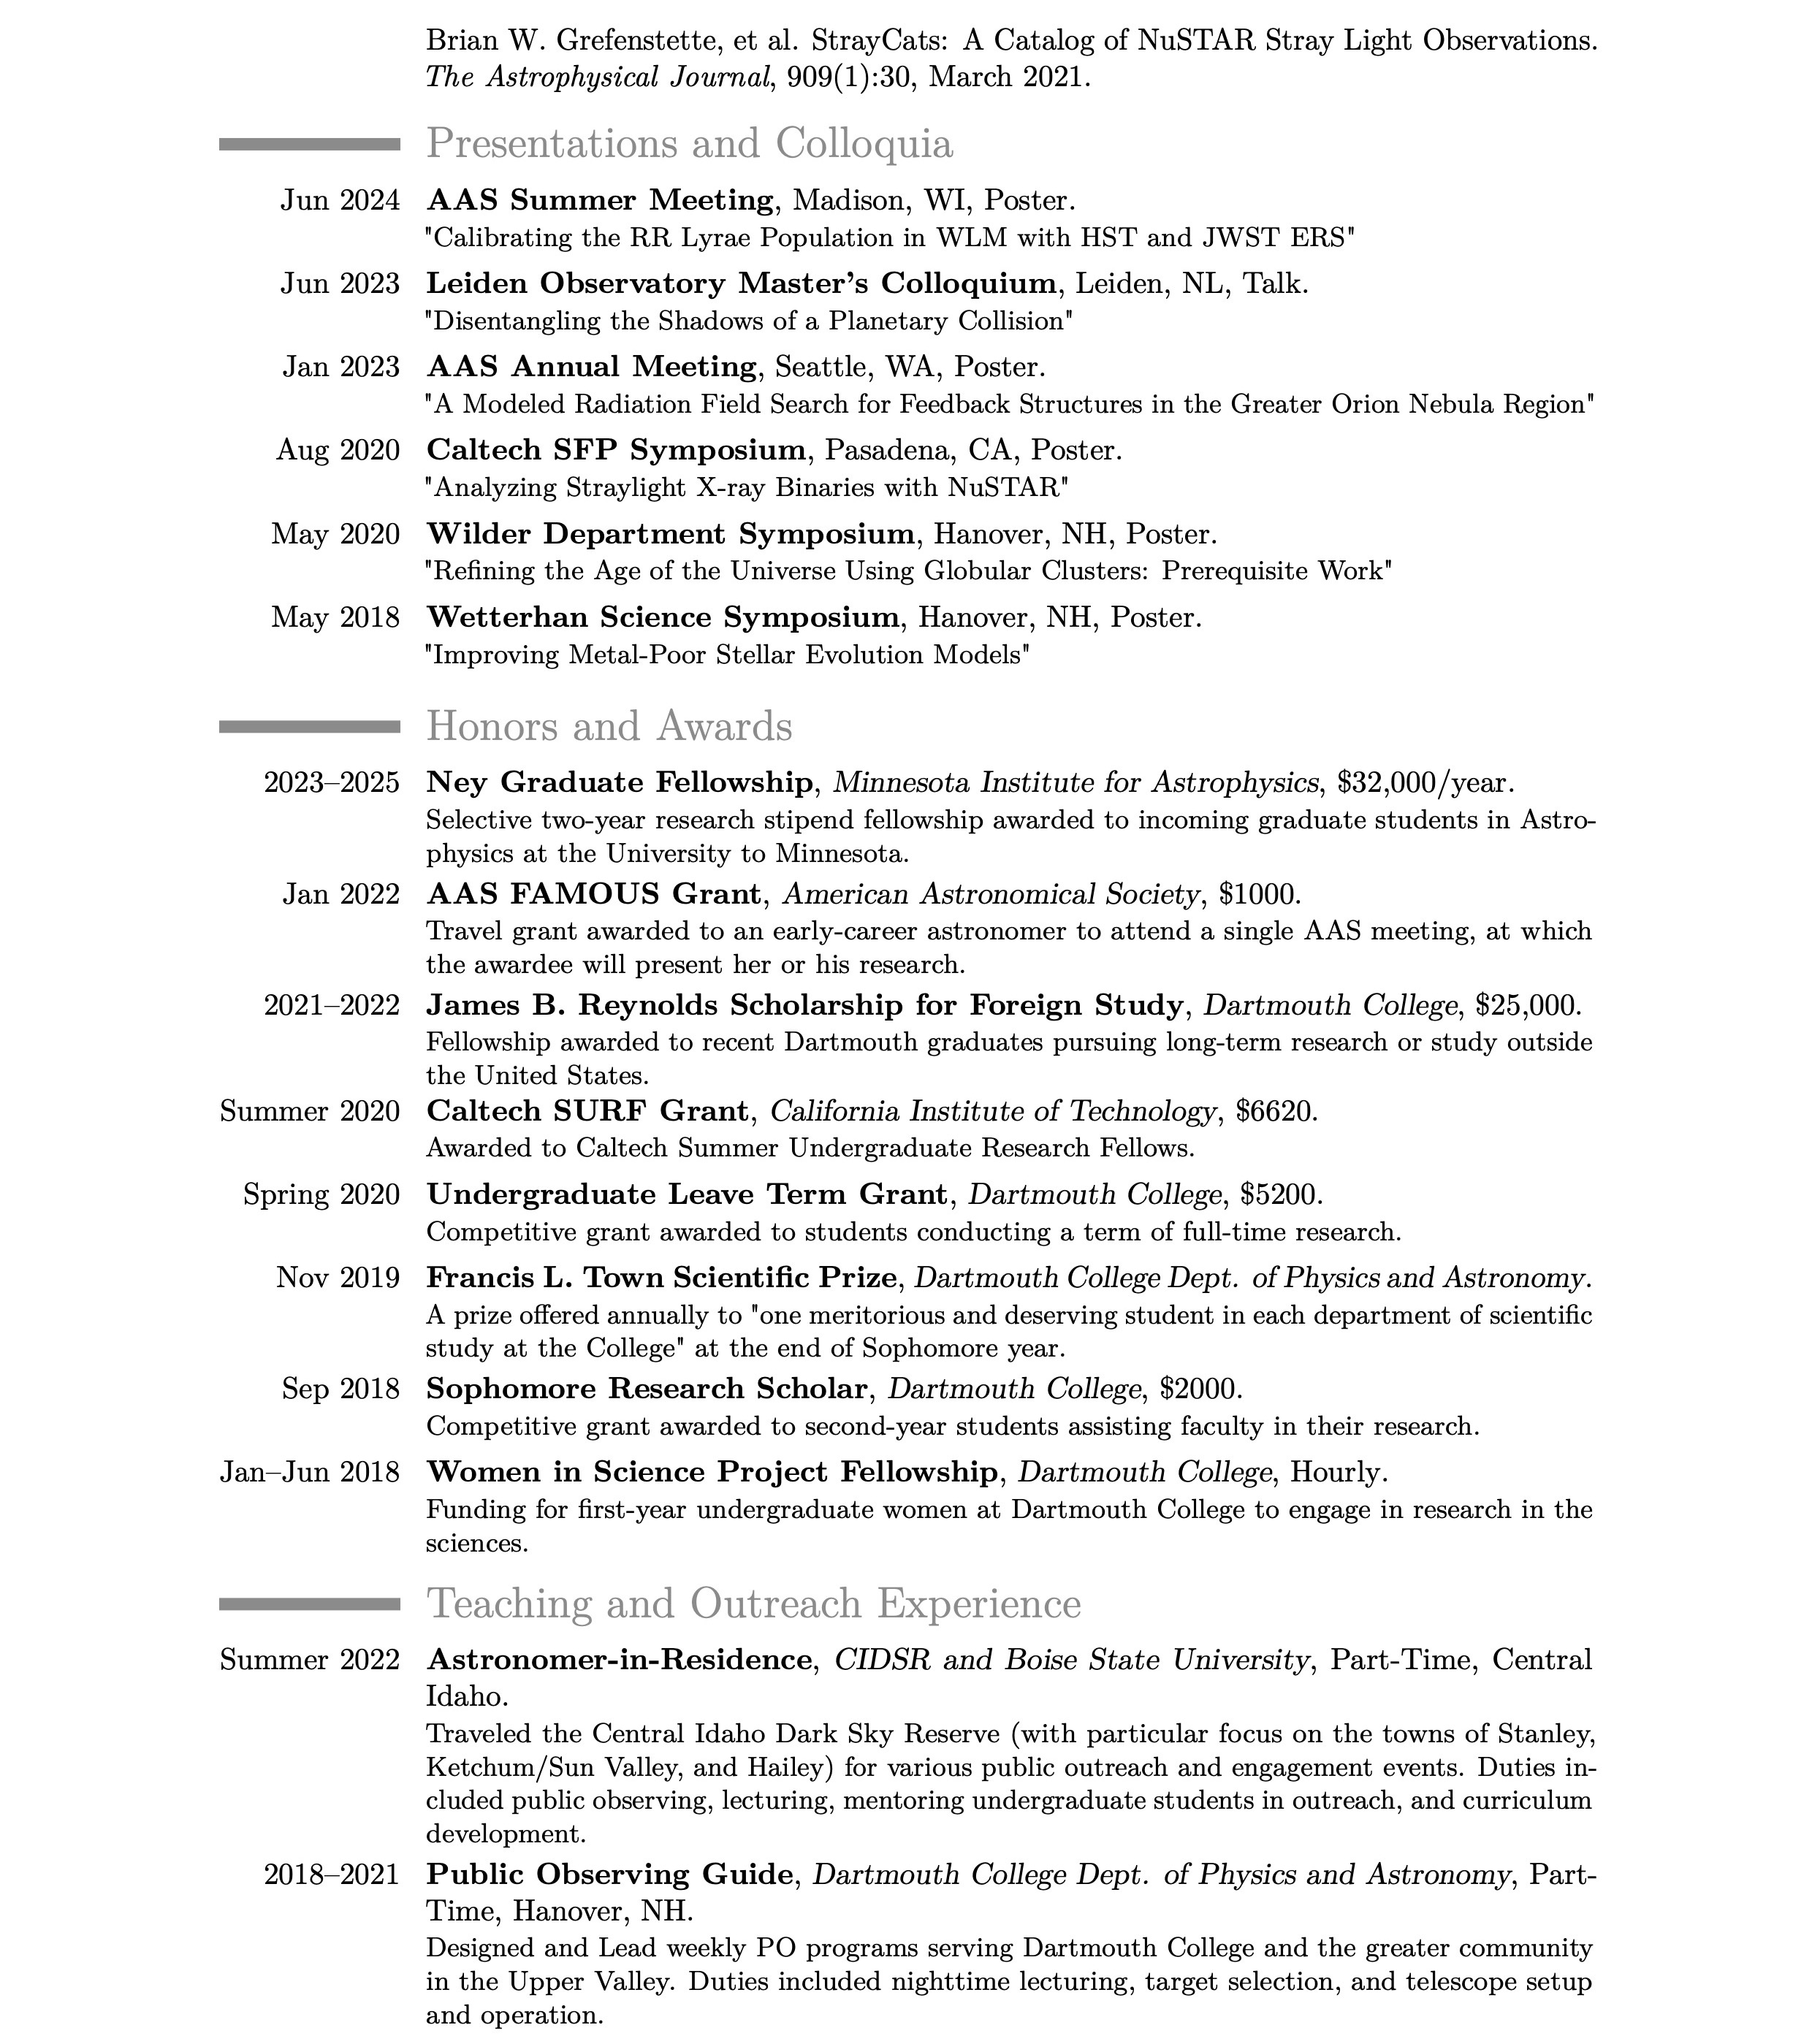 Brian W. Grefenstette, et al. StrayCats: A Catalog of NuSTAR Stray Light Observations.
The Astrophysical Journal, 909(1):30, March 2021.
Presentations and Colloquia
Jun 2024 AAS Summer Meeting, Madison, WI, Poster.
"Calibrating the RR Lyrae Population in WLM with HST and JWST ERS"
Jun 2023 Leiden Observatory Master's Colloquium, Leiden, NL, Talk.
"Disentangling the Shadows of a Planetary Collision"
Jan 2023 AAS Annual Meeting, Seattle, WA, Poster.
"A Modeled Radiation Field Search for Feedback Structures in the Greater Orion Nebula Region"
Aug 2020 Caltech SFP Symposium, Pasadena, CA, Poster.
"Analyzing Straylight X-ray Binaries with NuSTAR"
May 2020 Wilder Department Symposium, Hanover, NH, Poster.
"Refining the Age of the Universe Using Globular Clusters: Prerequisite Work"
May 2018 Wetterhan Science Symposium, Hanover, NH, Poster.
"Improving Metal-Poor Stellar Evolution Models"
Honors and Awards
2023–2025 Ney Graduate Fellowship, Minnesota Institute for Astrophysics, $32,000/year.
Selective two-year research stipend fellowship awarded to incoming graduate students in Astro-
physics at the University to Minnesota.
Jan 2022 AAS FAMOUS Grant, American Astronomical Society, $1000.
Travel grant awarded to an early-career astronomer to attend a single AAS meeting, at which
the awardee will present her or his research.
2021–2022 James B. Reynolds Scholarship for Foreign Study, Dartmouth College, $25,000.
Fellowship awarded to recent Dartmouth graduates pursuing long-term research or study outside
the United States.
Summer 2020 Caltech SURF Grant, California Institute of Technology, $6620.
Awarded to Caltech Summer Undergraduate Research Fellows.
Spring 2020 Undergraduate Leave Term Grant, Dartmouth College, $5200.
Competitive grant awarded to students conducting a term of full-time research.
Nov 2019 Francis L. Town Scientific Prize, Dartmouth College Dept. of Physics and Astronomy.
A prize offered annually to "one meritorious and deserving student in each department of scientific
study at the College" at the end of Sophomore year.
Sep 2018 Sophomore Research Scholar, Dartmouth College, $2000.
Competitive grant awarded to second-year students assisting faculty in their research.
Jan–Jun 2018 Women in Science Project Fellowship, Dartmouth College, Hourly.
Funding for first-year undergraduate women at Dartmouth College to engage in research in the
sciences.
Teaching and Outreach Experience
Summer 2022 Astronomer-in-Residence, CIDSR and Boise State University, Part-Time, Central
Idaho.
Traveled the Central Idaho Dark Sky Reserve (with particular focus on the towns of Stanley,
Ketchum/Sun Valley, and Hailey) for various public outreach and engagement events. Duties in-
cluded public observing, lecturing, mentoring undergraduate students in outreach, and curriculum
development.
2018–2021 Public Observing Guide, Dartmouth College Dept. of Physics and Astronomy, Part-
Time, Hanover, NH.
Designed and Lead weekly PO programs serving Dartmouth College and the greater community
in the Upper Valley. Duties included nighttime lecturing, target selection, and telescope setup
and operation.